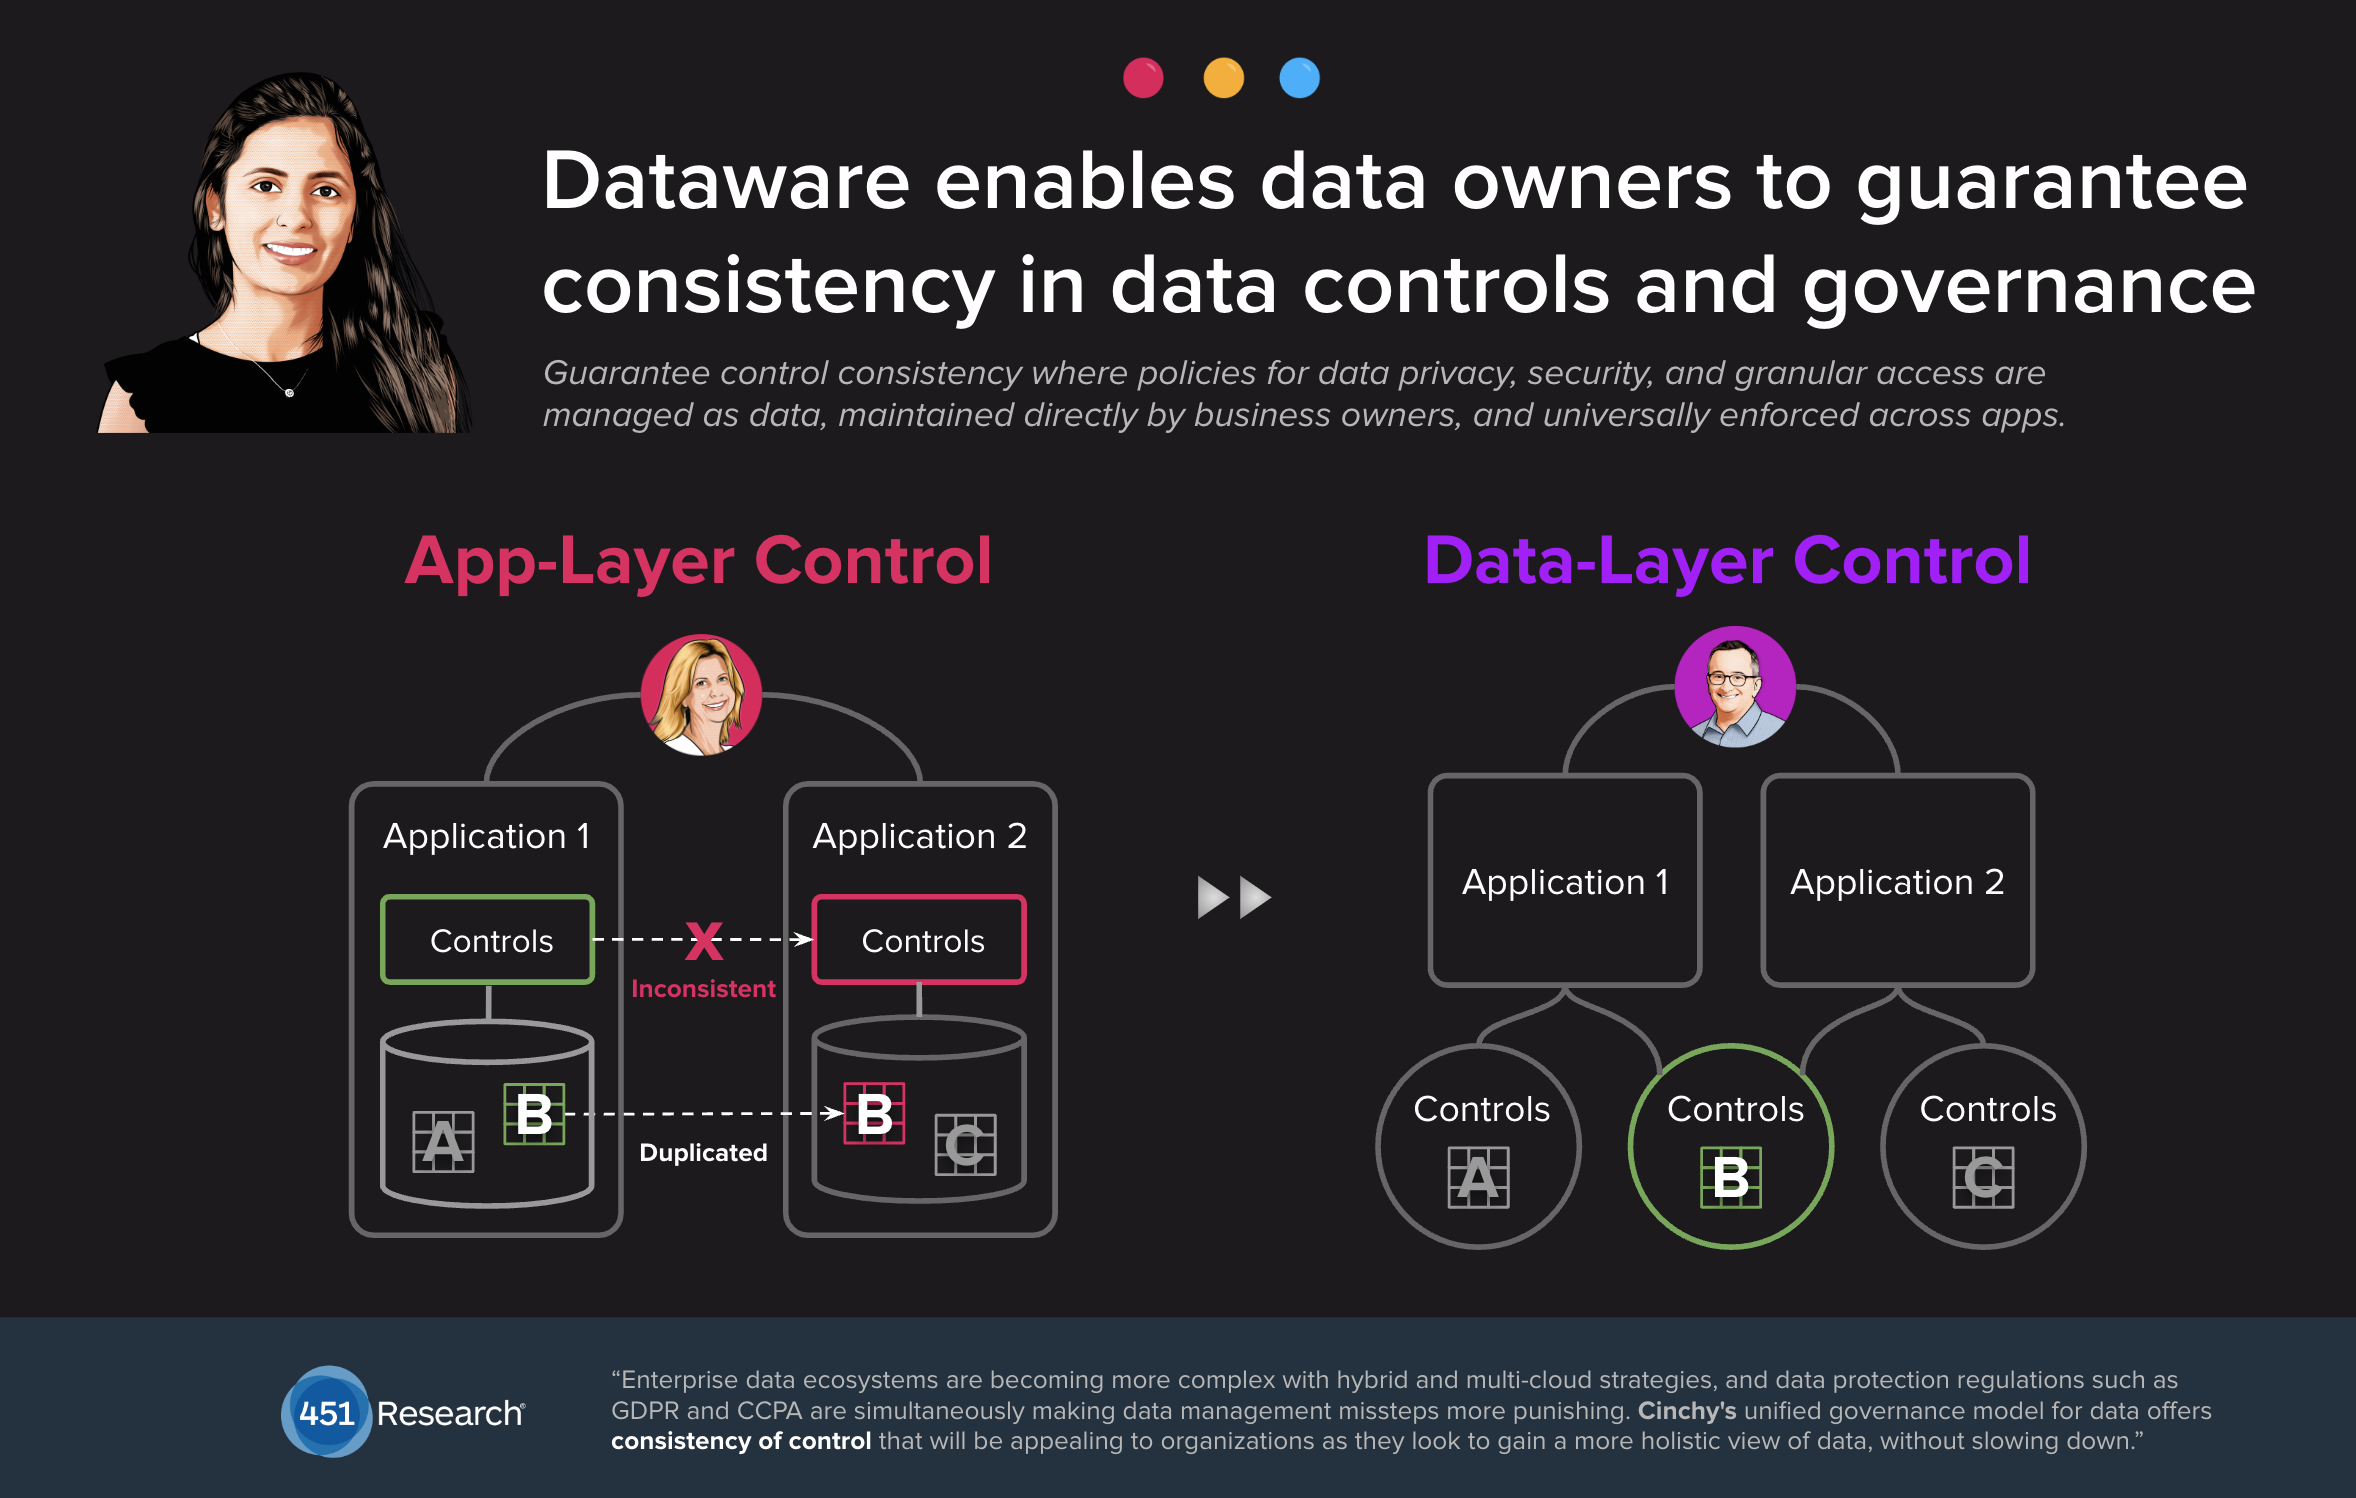 Dataware enables data owners to guarantee
consistency in data controls and governance
Guarantee control consistency where policies for data privacy, security, and granular access are
managed as data, maintained directly by business owners, and universally enforced across apps.
App-Layer Control
Application 1
Application 2
Controls
X
Controls
Inconsistent
A
B
B
C
Duplicated
Data-Layer Control
Application 1
Application 2
Controls
A
Controls
B
Controls
C
451 Research®
“Enterprise data ecosystems are becoming more complex with hybrid and multi-cloud strategies, and data protection regulations such as
GDPR and CCPA are simultaneously making data management missteps more punishing. Cinchy's unified governance model for data offers
consistency of control that will be appealing to organizations as they look to gain a more holistic view of data, without slowing down.”